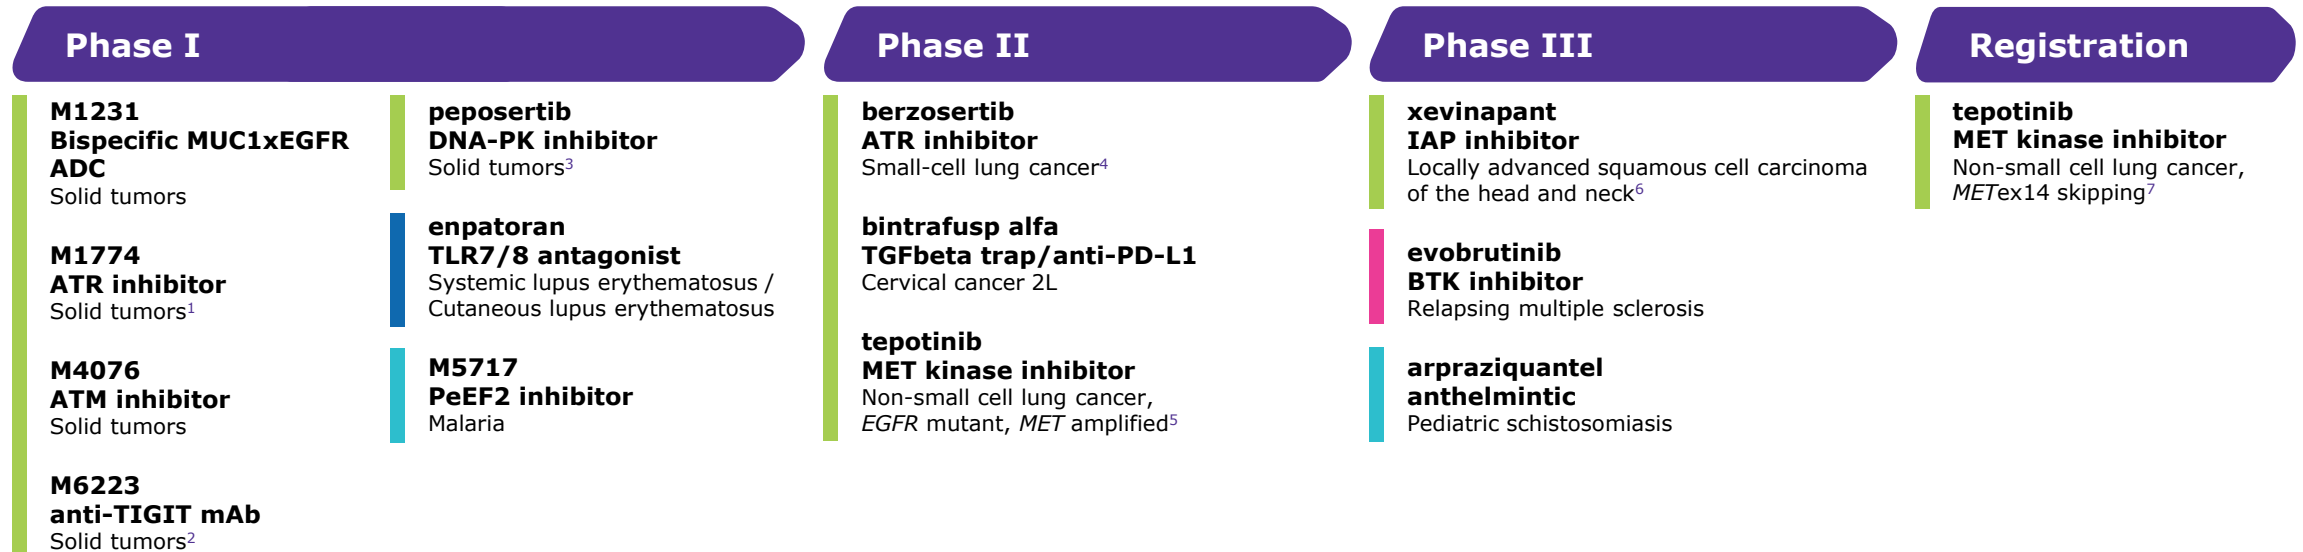 Phase I
M1231
Bispecific MUC1xEGFR
ADC
Solid tumors
M1774
ATR inhibitor
Solid tumors1
M4076
ATM inhibitor
Solid tumors
M6223
anti-TIGIT mAb
Solid tumors2
peposertib
DNA-PK inhibitor
Solid tumors3
enpatoran
TLR7/8 antagonist
Systemic lupus erythematosus /
Cutaneous lupus erythematosus
M5717
PeEF2 inhibitor
Malaria
Phase II
berzosertib
ATR inhibitor
Small-cell lung cancer4
bintrafusp alfa
TGFbeta trap/anti-PD-L1
Cervical cancer 2L
tepotinib
MET kinase inhibitor
Non-small cell lung cancer,
EGFR mutant, MET amplified5
Phase III
xevinapant
IAP inhibitor
Locally advanced squamous cell carcinoma
of the head and neck6
evobrutinib
BTK inhibitor
Relapsing multiple sclerosis
arpraziquantel
anthelmintic
Pediatric schistosomiasis
Registration
tepotinib
MET kinase inhibitor
Non-small cell lung cancer,
METex14 skipping7